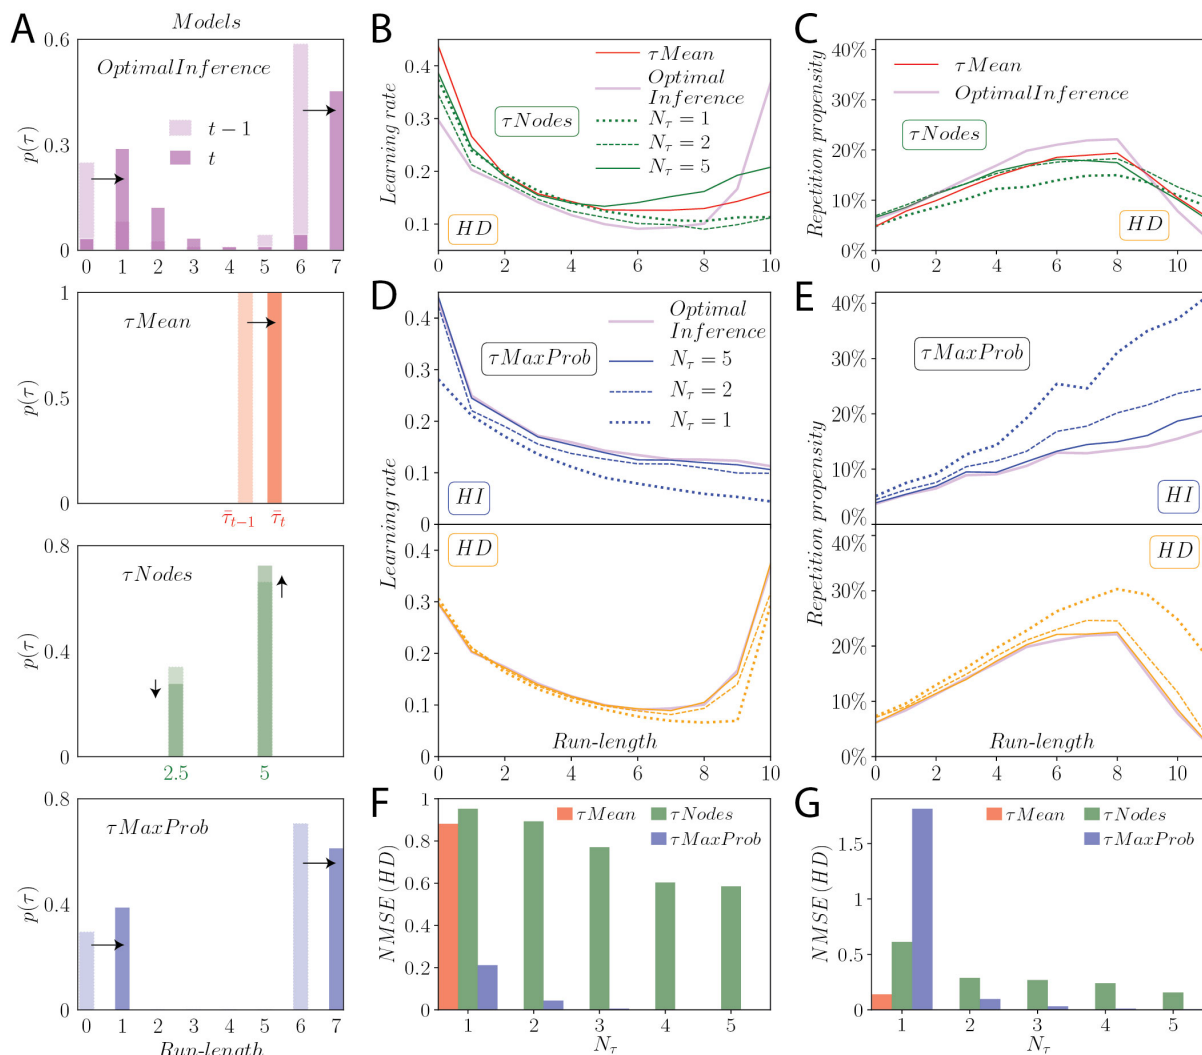 A
Models
OptimalInference
p(τ)
0.6
0.3
0
t − 1
t
0 1 2 3 4 5 6 7
τMean
p(τ)
1
0.5
0
τ̄t−1 τ̄t
τNodes
p(τ)
0.8
0.4
0
2.5 5
τMaxProb
p(τ)
0.8
0.4
0
0 1 2 3 4 5 6 7
Run-length
B
Learning rate
0.4
0.3
0.2
0.1
τMean
Optimal
Inference
τNodes
Nτ = 1
Nτ = 2
Nτ = 5
HD
0 2 4 6 8 10
C
Repetition propensity
40%
30%
20%
10%
0%
τMean
OptimalInference
τNodes
HD
0 2 4 6 8 10
D
Learning rate
0.4
0.3
0.2
0.1
0
Optimal
Inference
τMaxProb
Nτ = 5
Nτ = 2
Nτ = 1
HI
HD
Learning rate
0.4
0.3
0.2
0.1
0
Run-length
0 2 4 6 8 10
E
Repetition propensity
40%
30%
20%
10%
0%
τMaxProb
HI
HD
Repetition propensity
40%
30%
20%
10%
0%
Run-length
0 2 4 6 8 10
F
NMSE(HD)
1
0.8
0.6
0.4
0.2
0
τMean τNodes
τMaxProb
1 2 3 4 5
Nτ
G
NMSE(HD)
1.5
1
0.5
0
τMean τNodes
τMaxProb
1 2 3 4 5
Nτ